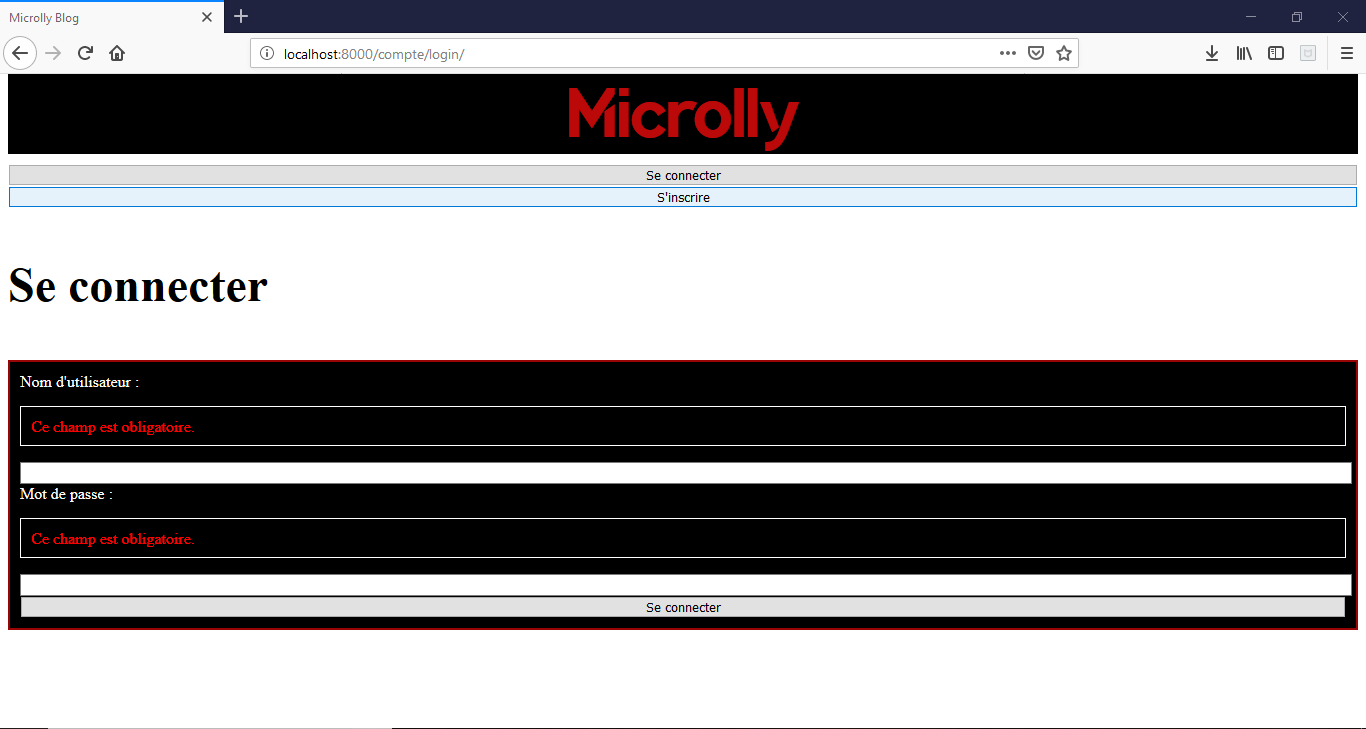 Microlly Blog
localhost:8000/compte/login/
Microlly
Se connecter
S'inscrire
Se connecter
Nom d'utilisateur :
Ce champ est obligatoire.
Mot de passe :
Ce champ est obligatoire.
Se connecter